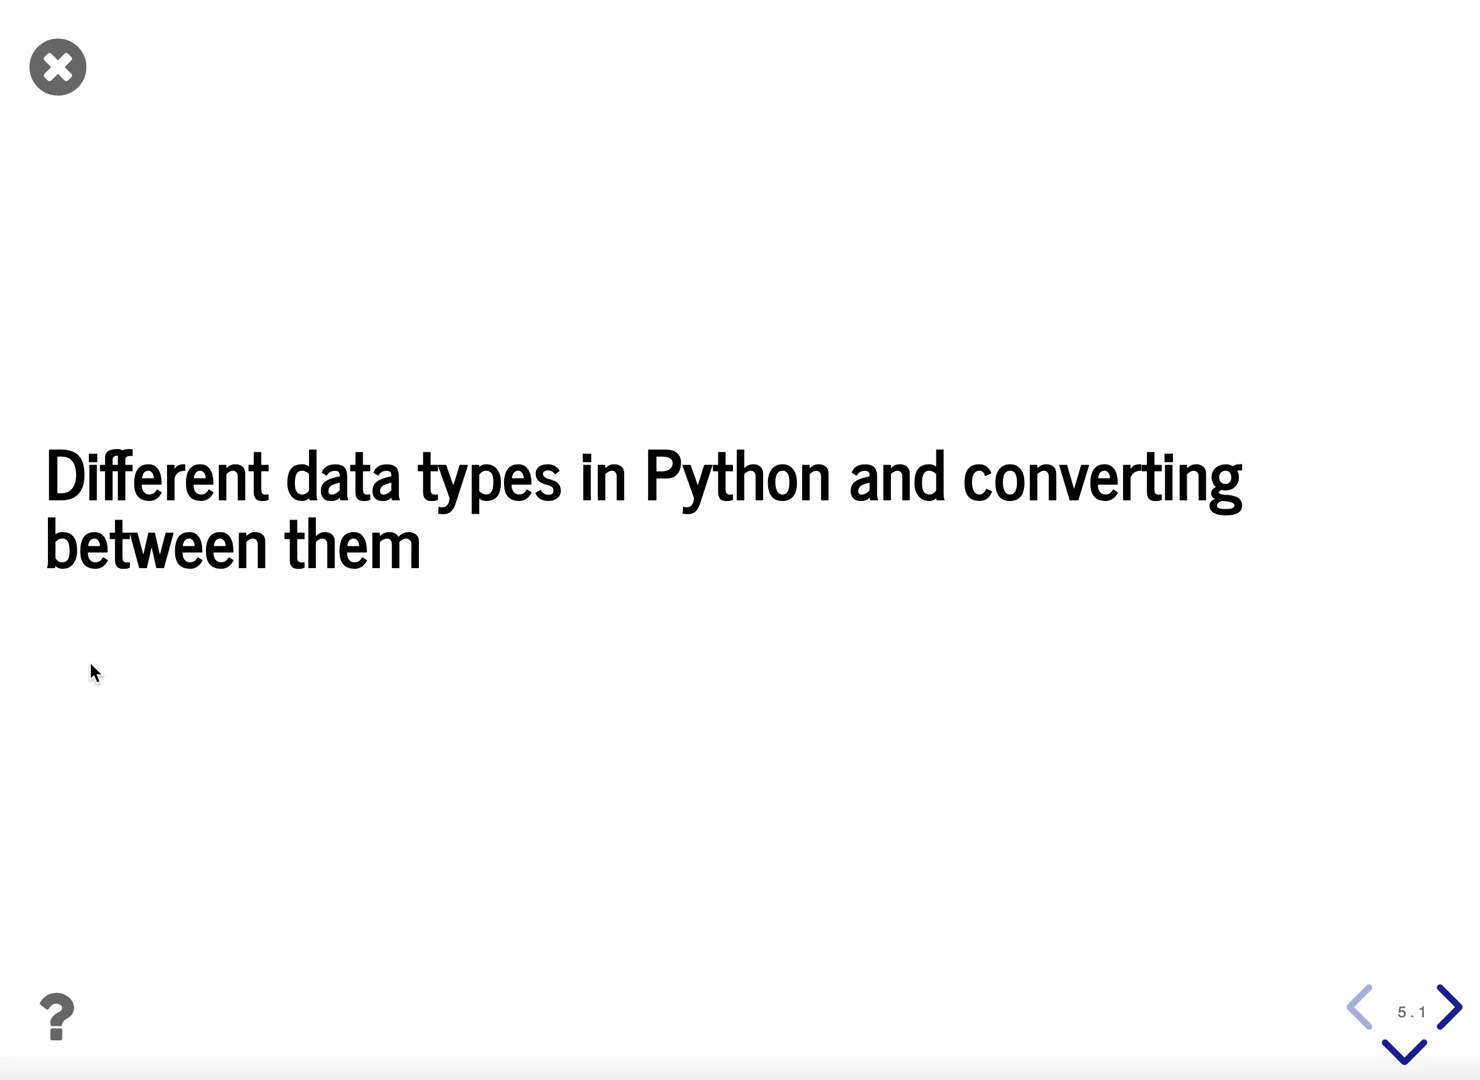 Different data types in Python and converting
between them
?
5.1